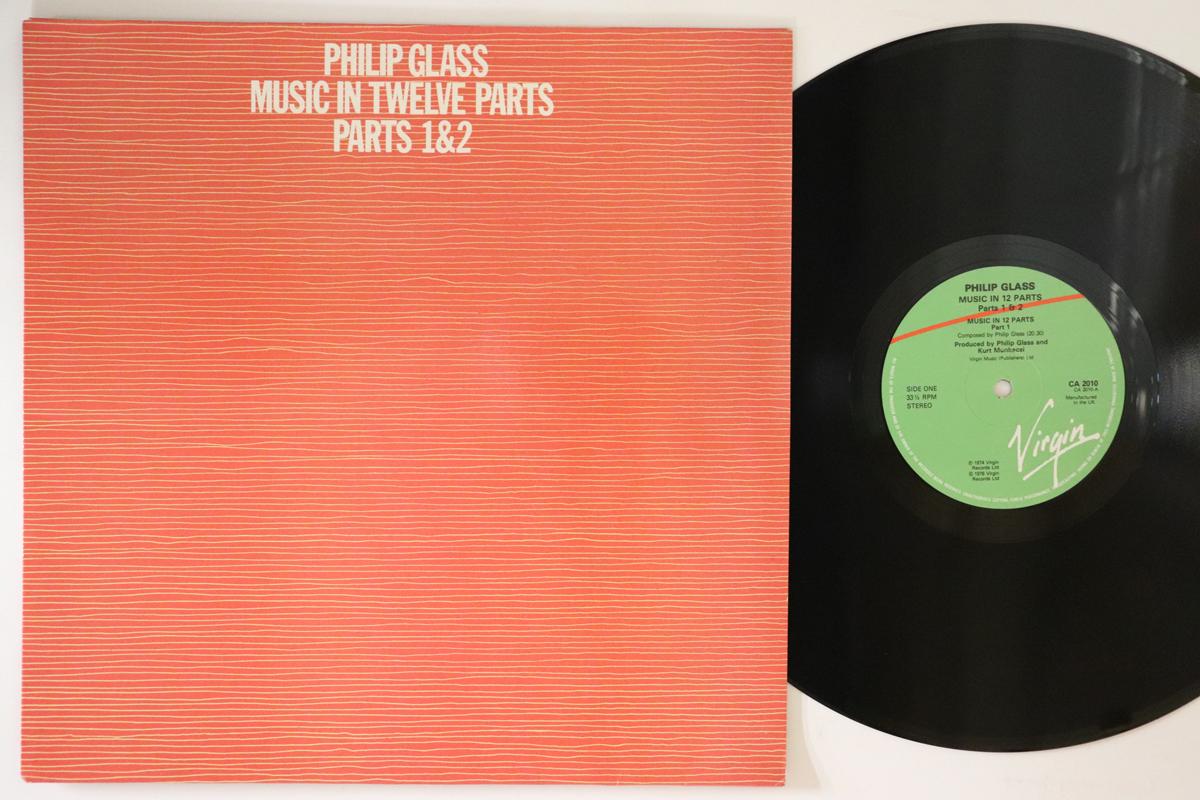 PHILIP GLASS
MUSIC IN TWELVE PARTS
PARTS 1&2
PHILIP GLASS
MUSIC IN 12 PARTS
Parts 1 & 2
MUSIC IN 12 PARTS
Part 1
Composed by Philip Glass (20.30)
Produced by Philip Glass and
Kurt Munkacsi
Virgin Music (Publishers) Ltd
SIDE ONE
33⅓ RPM
STEREO
CA 2010
CA 2010-A
Manufactured
in the UK
Virgin
℗ 1974 Virgin
Records Ltd
© 1976 Virgin
Records Ltd